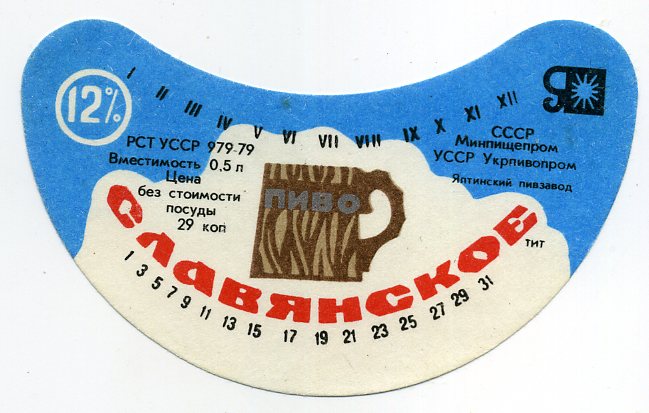 12%
I II III IV V VI VII VIII IX X XI XII
РСТ УССР 979-79
Вместимость 0,5 л
Цена
без стоимости
посуды
29 коп
СССР
Минпищепром
УССР Укрпивопром
Ялтинский пивзавод
ПИВО
СЛАВЯНСКОЕ
тит
1 3 5 7 9 11 13 15 17 19 21 23 25 27 29 31